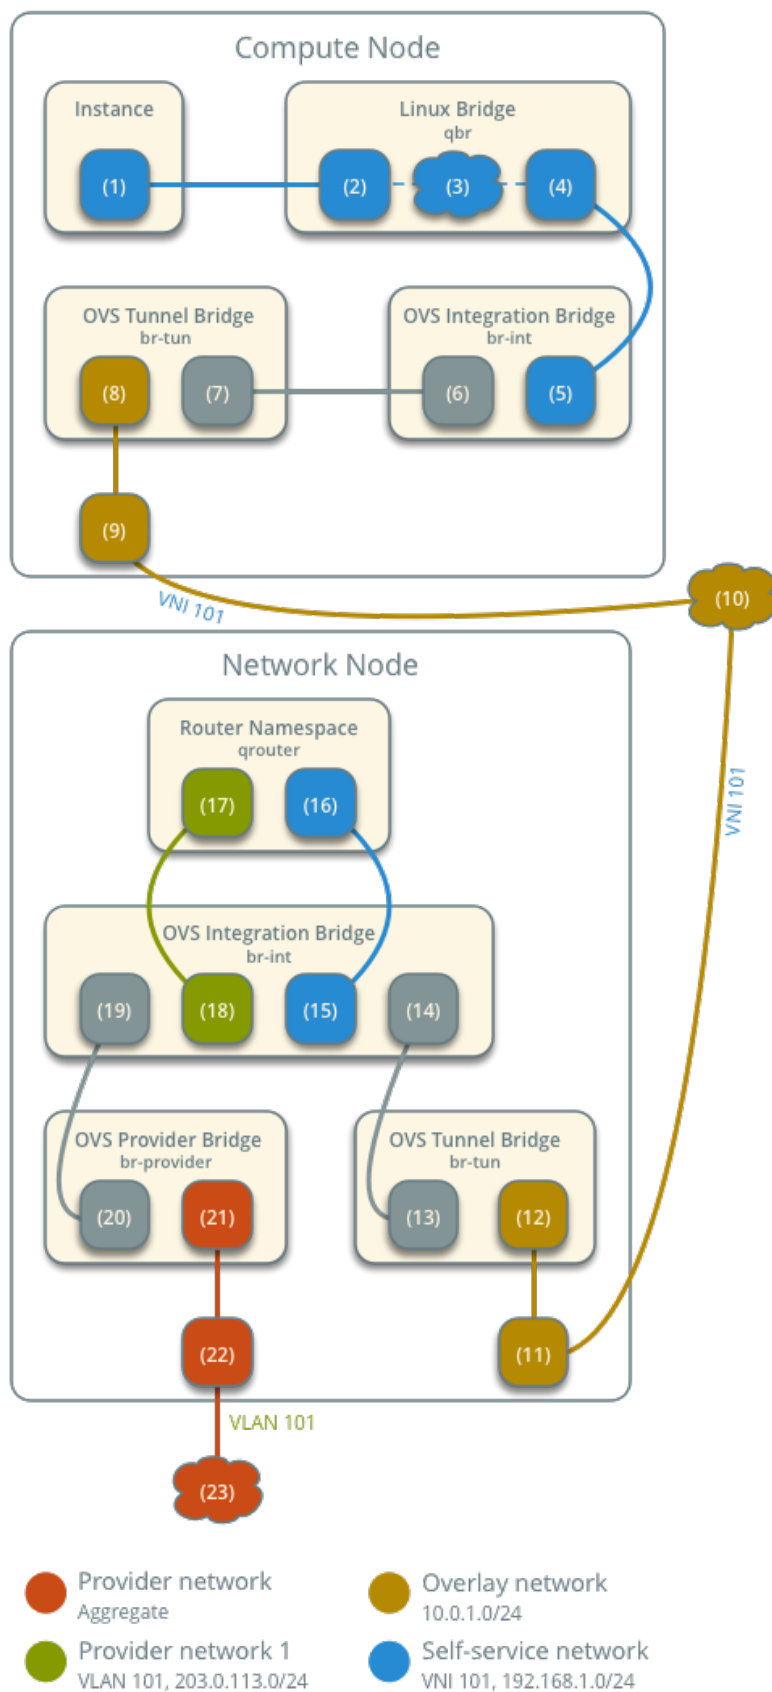 Compute Node
Instance
Linux Bridge
qbr
(1)
(2)
(3)
(4)
OVS Tunnel Bridge
br-tun
OVS Integration Bridge
br-int
(8)
(7)
(6)
(5)
(9)
VNI 101
(10)
Network Node
Router Namespace
qrouter
(17)
(16)
VNI 101
OVS Integration Bridge
br-int
(19)
(18)
(15)
(14)
OVS Provider Bridge
br-provider
OVS Tunnel Bridge
br-tun
(20)
(21)
(13)
(12)
(22)
(11)
VLAN 101
(23)
Provider network
Aggregate
Overlay network
10.0.1.0/24
Provider network 1
VLAN 101, 203.0.113.0/24
Self-service network
VNI 101, 192.168.1.0/24